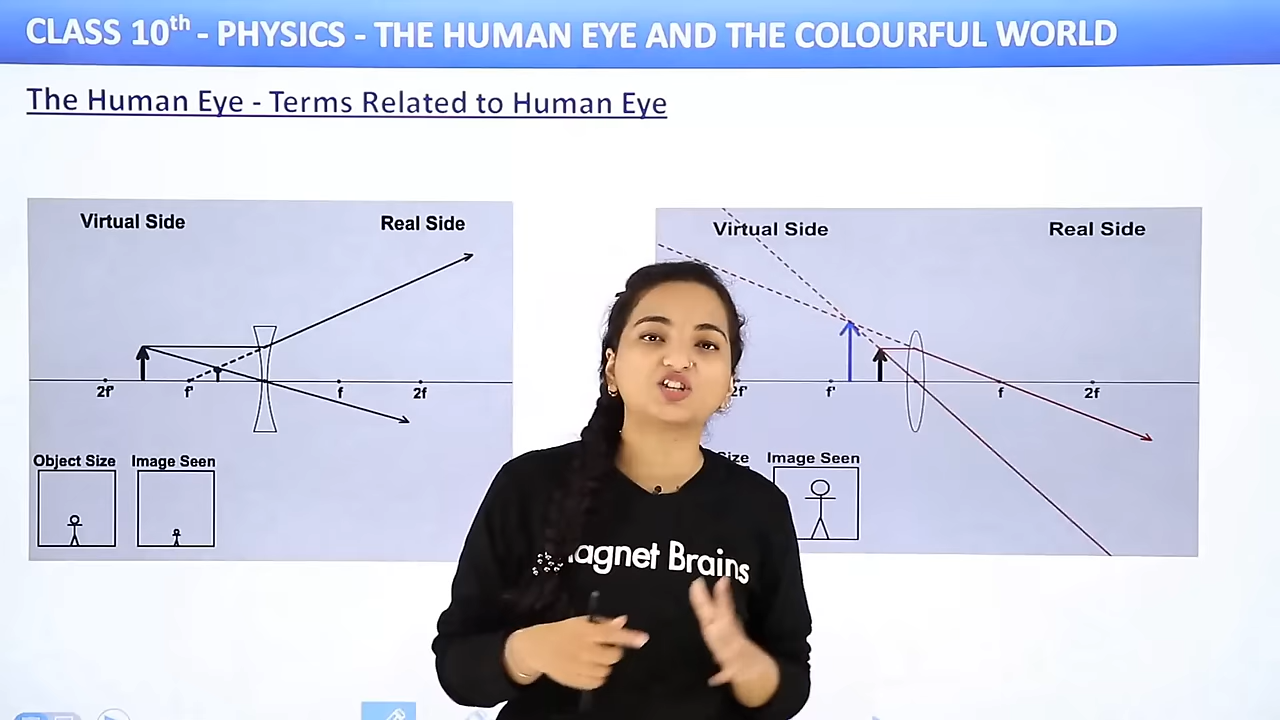 CLASS 10th - PHYSICS - THE HUMAN EYE AND THE COLOURFUL WORLD
The Human Eye - Terms Related to Human Eye
Virtual Side Real Side
2f' f' f 2f
Object Size Image Seen
Virtual Side Real Side
2f' f' f 2f
Size Image Seen
Magnet Brains